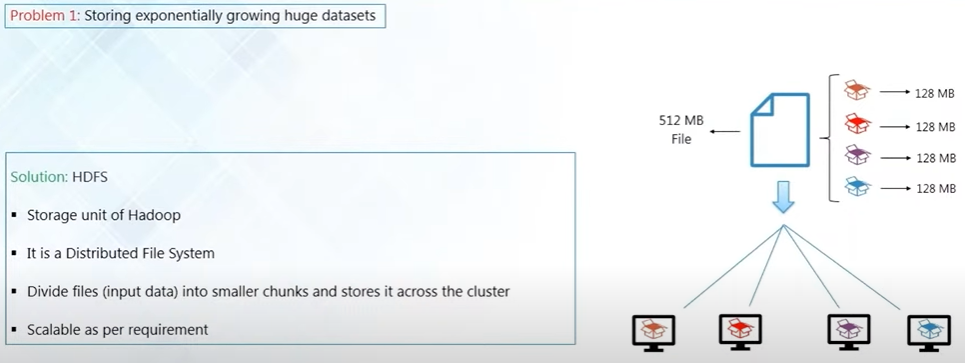 Problem 1: Storing exponentially growing huge datasets
Solution: HDFS
▪ Storage unit of Hadoop
▪ It is a Distributed File System
▪ Divide files (input data) into smaller chunks and stores it across the cluster
▪ Scalable as per requirement
512 MB
File
128 MB
128 MB
128 MB
128 MB